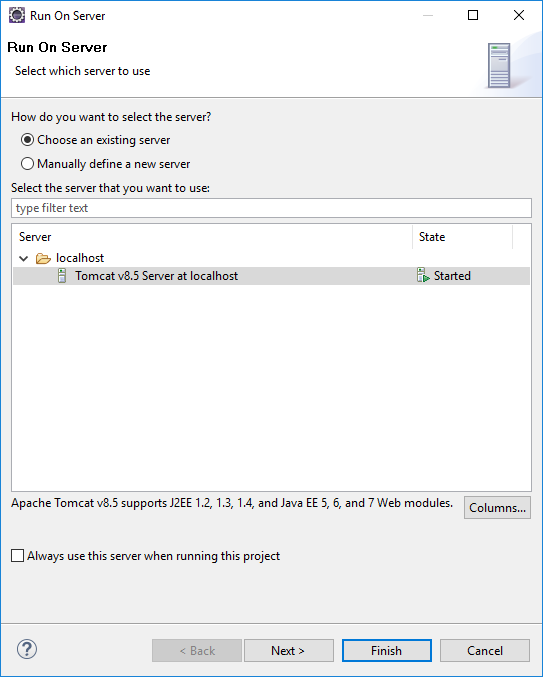 Run On Server
Run On Server
Select which server to use
How do you want to select the server?
Choose an existing server
Manually define a new server
Select the server that you want to use:
type filter text
Server State
localhost
Tomcat v8.5 Server at localhost Started
Apache Tomcat v8.5 supports J2EE 1.2, 1.3, 1.4, and Java EE 5, 6, and 7 Web modules.
Columns...
Always use this server when running this project
? < Back Next > Finish Cancel